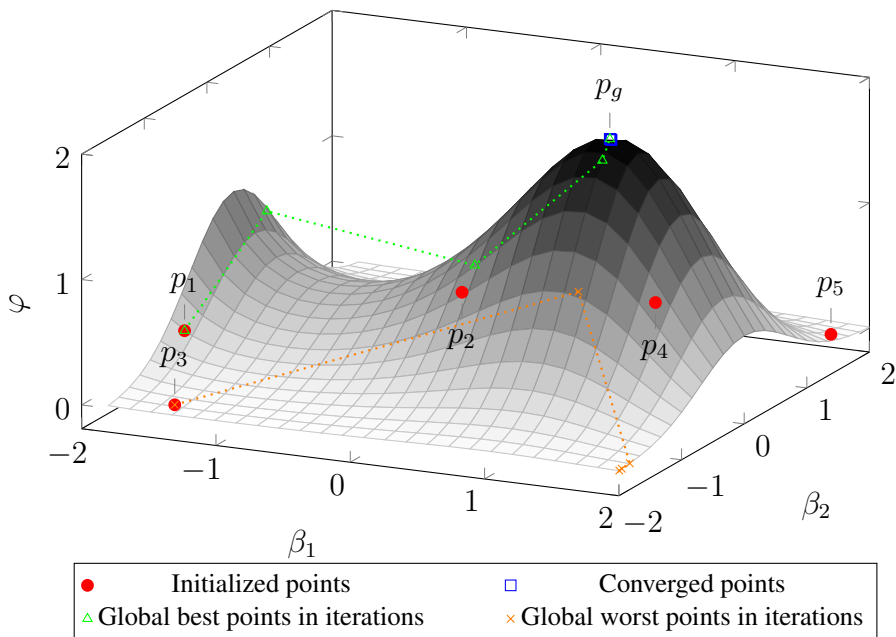 p_g
2
p_1
p_5
1
φ
p_3
p_2
p_4
0
2
−2
1
−1
0
0
−1
1
β_2
2
−2
β_1
Initialized points
Converged points
Global best points in iterations
Global worst points in iterations